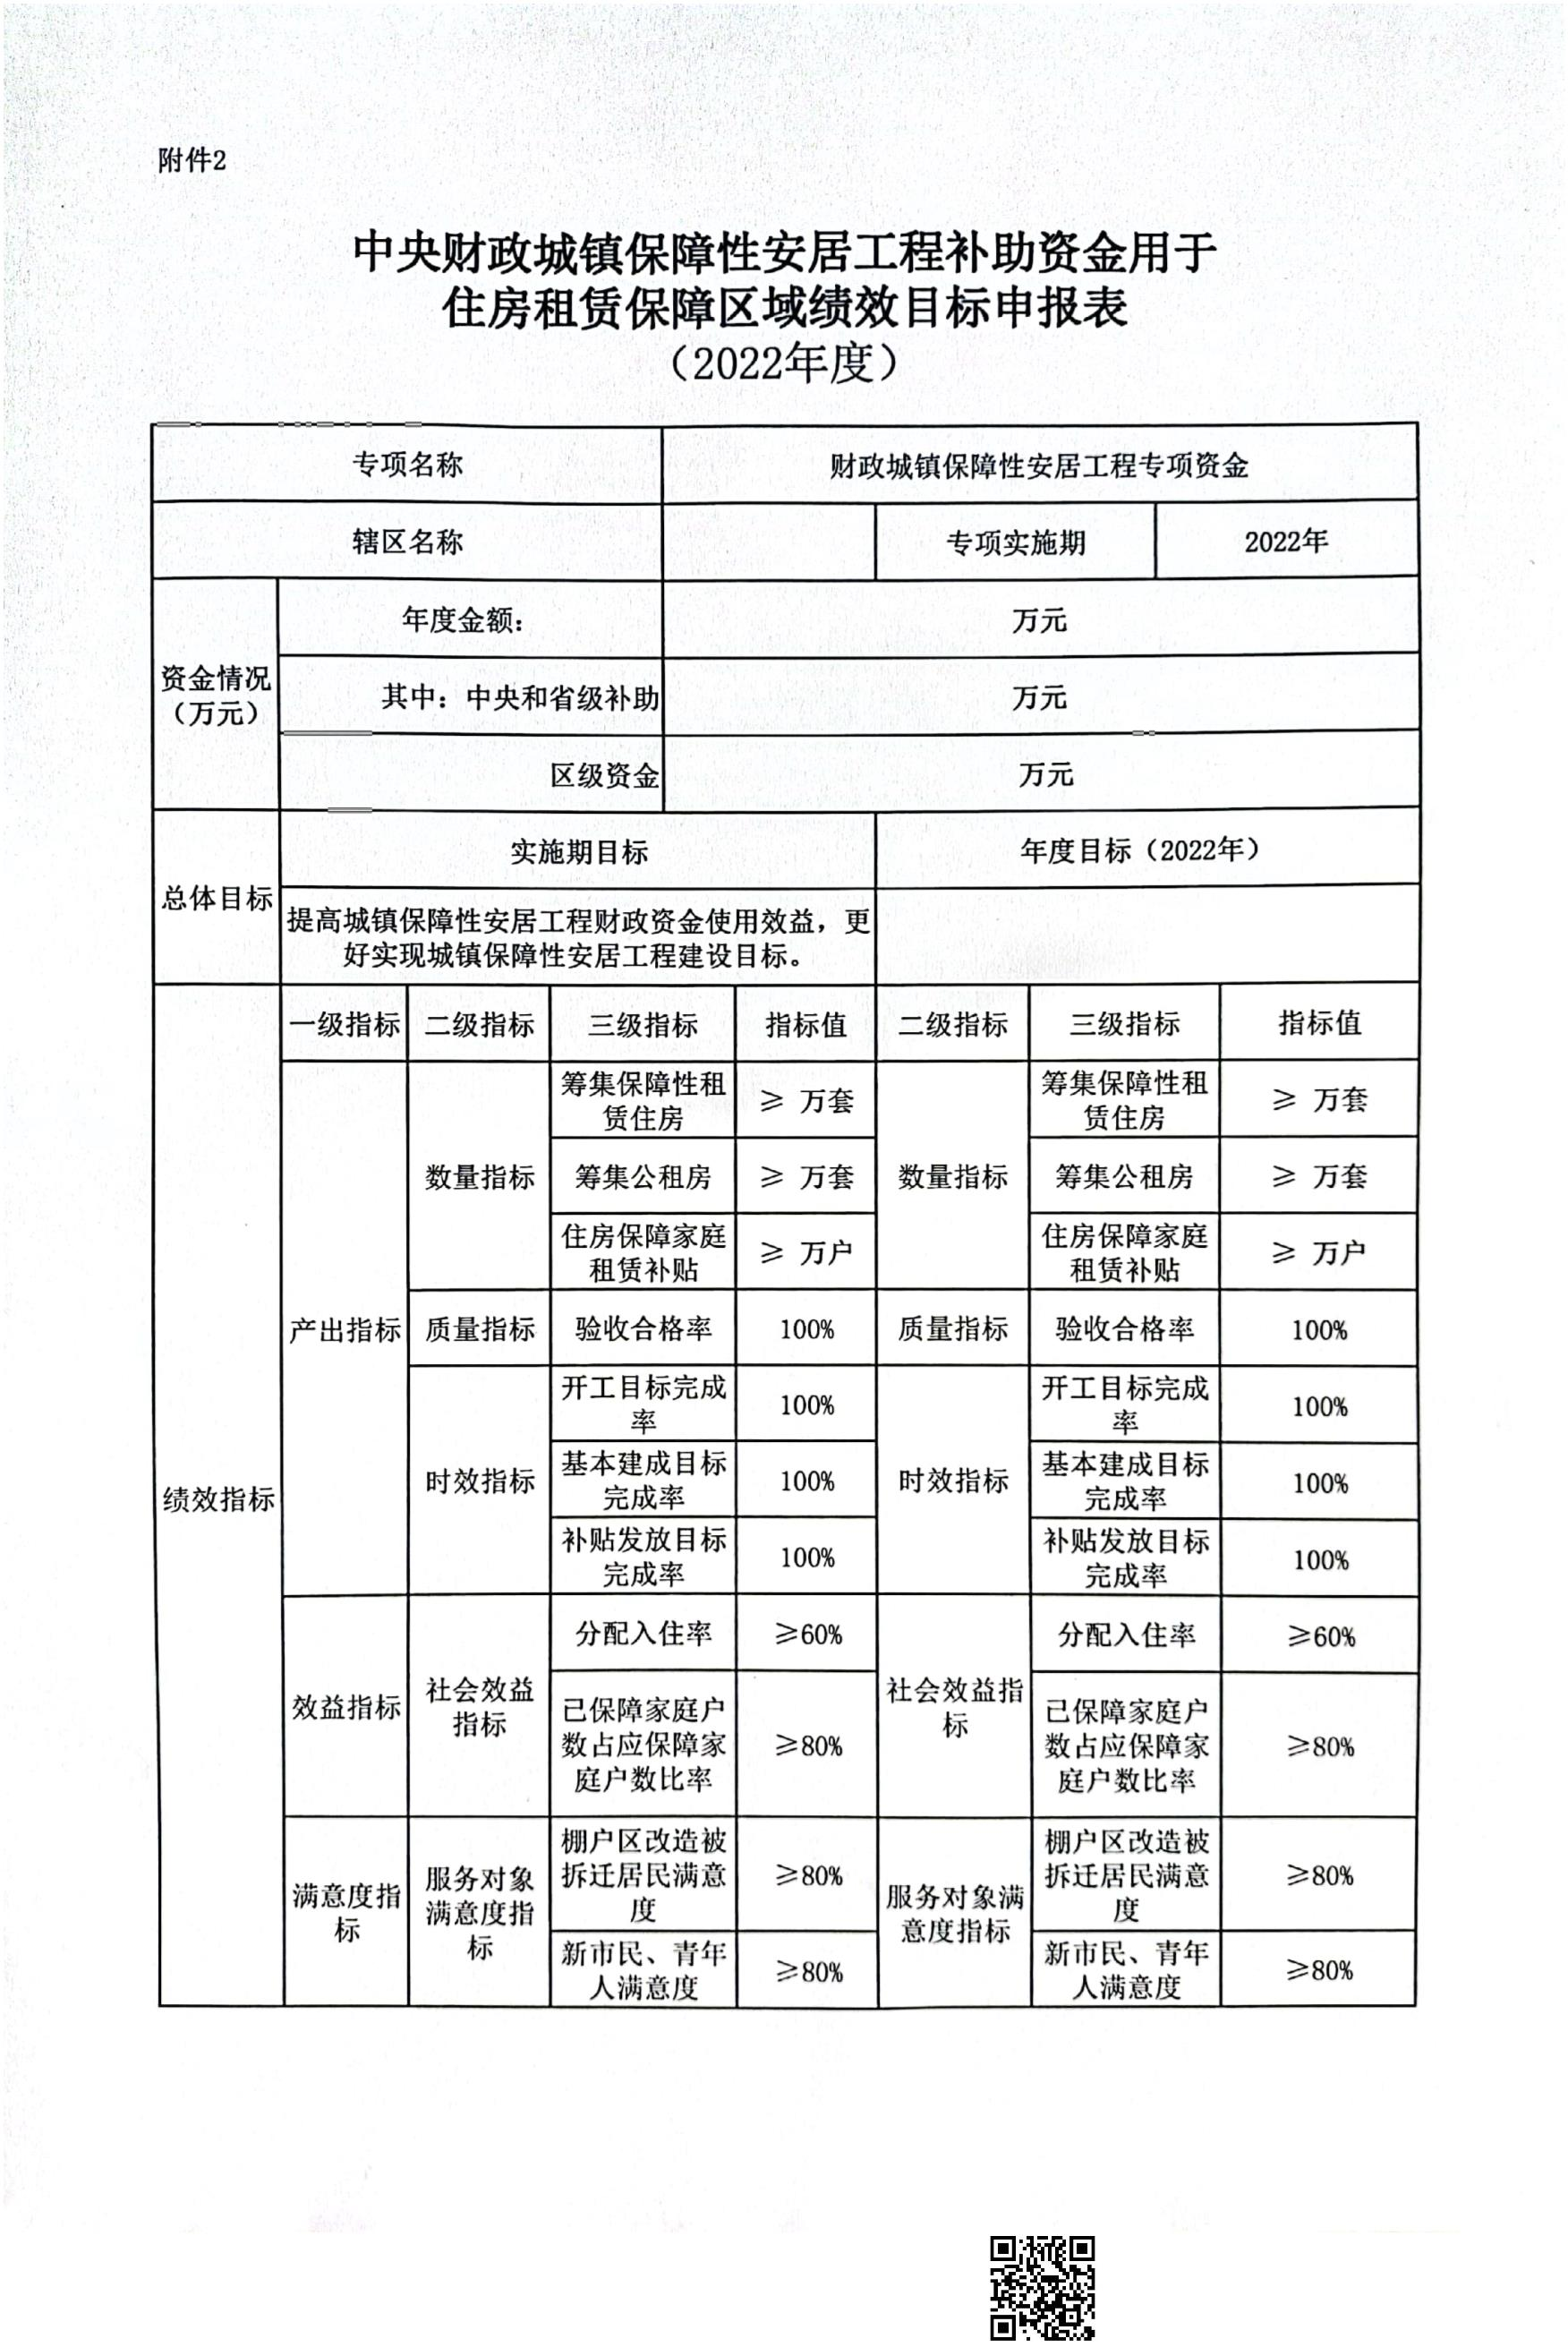 附件2
中央财政城镇保障性安居工程补助资金用于
住房租赁保障区域绩效目标申报表
（2022年度）
专项名称 财政城镇保障性安居工程专项资金
辖区名称 专项实施期 2022年
资金情况
（万元）
年度金额： 万元
其中：中央和省级补助 万元
区级资金 万元
总体目标
实施期目标 年度目标（2022年）
提高城镇保障性安居工程财政资金使用效益，更
好实现城镇保障性安居工程建设目标。
绩效指标
一级指标 二级指标 三级指标 指标值 二级指标 三级指标 指标值
产出指标
数量指标
筹集保障性租
赁住房
≥ 万套
数量指标
筹集保障性租
赁住房
≥ 万套
筹集公租房 ≥ 万套 筹集公租房 ≥ 万套
住房保障家庭
租赁补贴
≥ 万户
住房保障家庭
租赁补贴
≥ 万户
质量指标 验收合格率 100% 质量指标 验收合格率 100%
时效指标
开工目标完成
率
100%
时效指标
开工目标完成
率
100%
基本建成目标
完成率
100%
基本建成目标
完成率
100%
补贴发放目标
完成率
100%
补贴发放目标
完成率
100%
效益指标
社会效益
指标
分配入住率 ≥60%
社会效益指
标
分配入住率 ≥60%
已保障家庭户
数占应保障家
庭户数比率
≥80%
已保障家庭户
数占应保障家
庭户数比率
≥80%
满意度指
标
服务对象
满意度指
标
棚户区改造被
拆迁居民满意
度
≥80%
服务对象满
意度指标
棚户区改造被
拆迁居民满意
度
≥80%
新市民、青年
人满意度
≥80%
新市民、青年
人满意度
≥80%